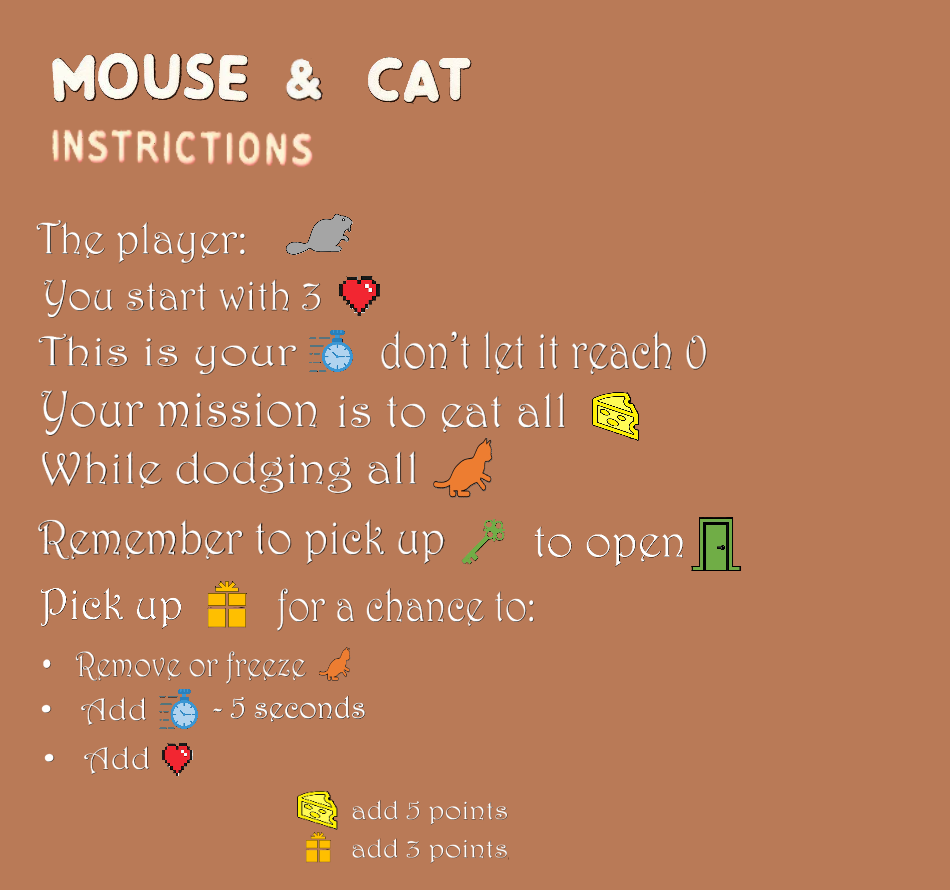 MOUSE & CAT
INSTRICTIONS
The player:
You start with 3
This is your don't let it reach 0
Your mission is to eat all
While dodging all
Remember to pick up to open
Pick up for a chance to:
• Remove or freeze
• Add - 5 seconds
• Add
add 5 points
add 3 points